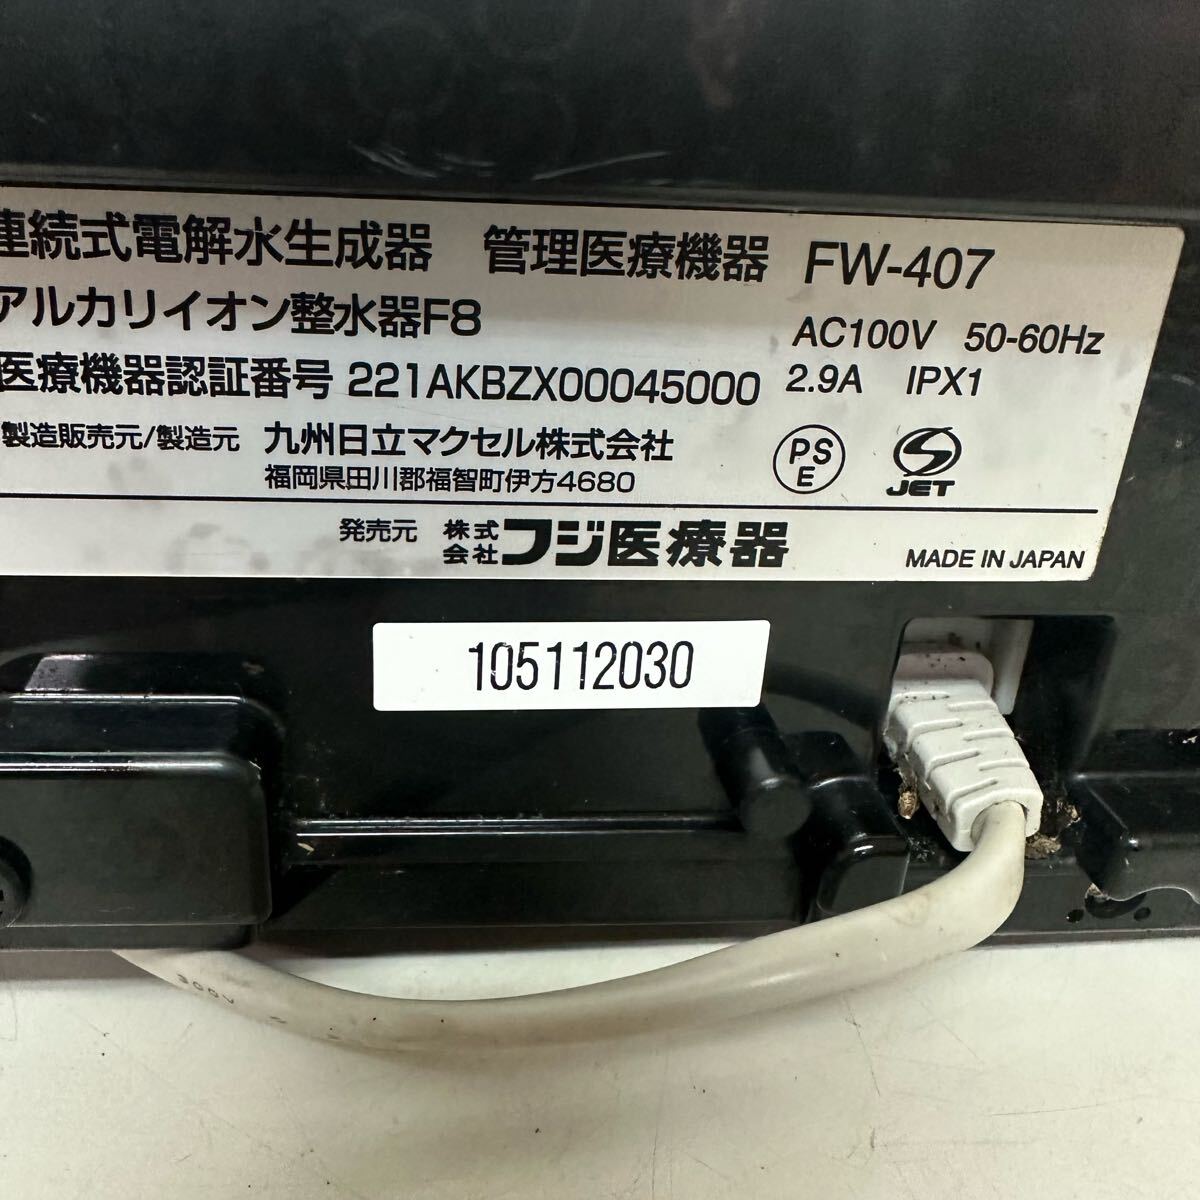 連続式電解水生成器 管理医療機器 FW-407
アルカリイオン整水器F8
AC100V 50-60Hz
医療機器認証番号 221AKBZX00045000 2.9A IPX1
製造販売元/製造元 九州日立マクセル株式会社
福岡県田川郡福智町伊方4680
PSE
JET
発売元 株式会社フジ医療器
MADE IN JAPAN
105112030
300V